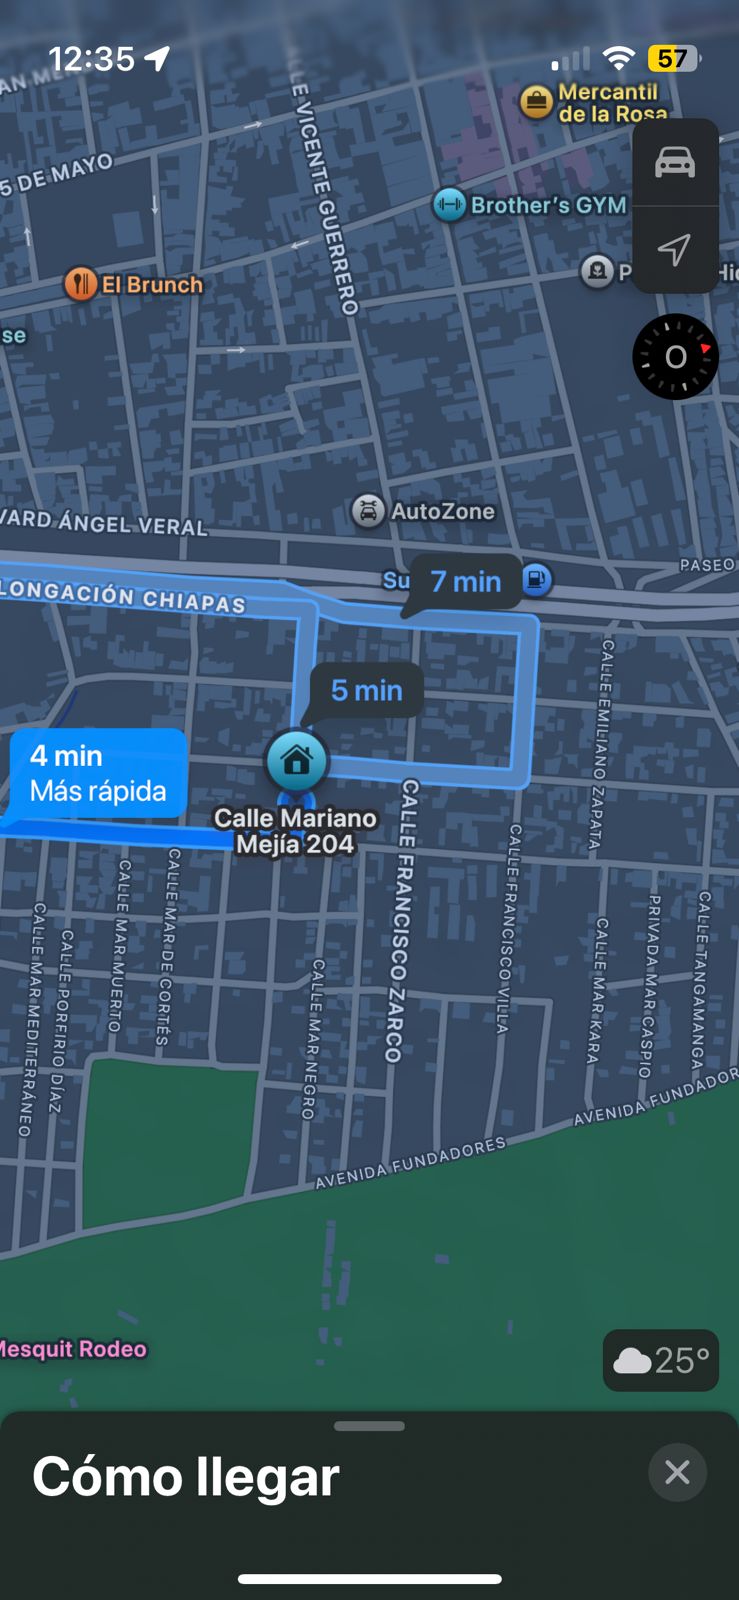 12:35
57
Mercantil
de la Rosa
5 DE MAYO
CALLE VICENTE GUERRERO
Brother's GYM
El Brunch
se
O
AutoZone
VARD ÁNGEL VERAL
PASEO
Su
7 min
LONGACIÓN CHIAPAS
5 min
4 min
Más rápida
Calle Mariano
Mejía 204
CALLE EMILIANO ZAPATA
CALLE FRANCISCO ZARCO
CALLE FRANCISCO VILLA
CALLE MAR MEDITERRÁNEO
CALLE PORFIRIO DÍAZ
CALLE MAR MUERTO
CALLE MAR DE CORTÉS
CALLE MAR NEGRO
CALLE MAR KARA
PRIVADA MAR CASPIO
CALLE TANGAMANGA
AVENIDA FUNDADORES
AVENIDA FUNDADOR
Mesquit Rodeo
25°
Cómo llegar